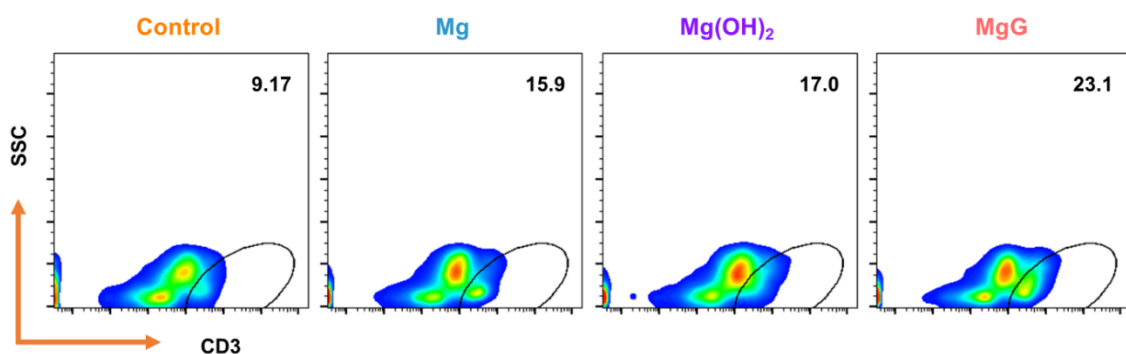 Control
Mg
Mg(OH)₂
MgG
9.17
15.9
17.0
23.1
SSC
CD3